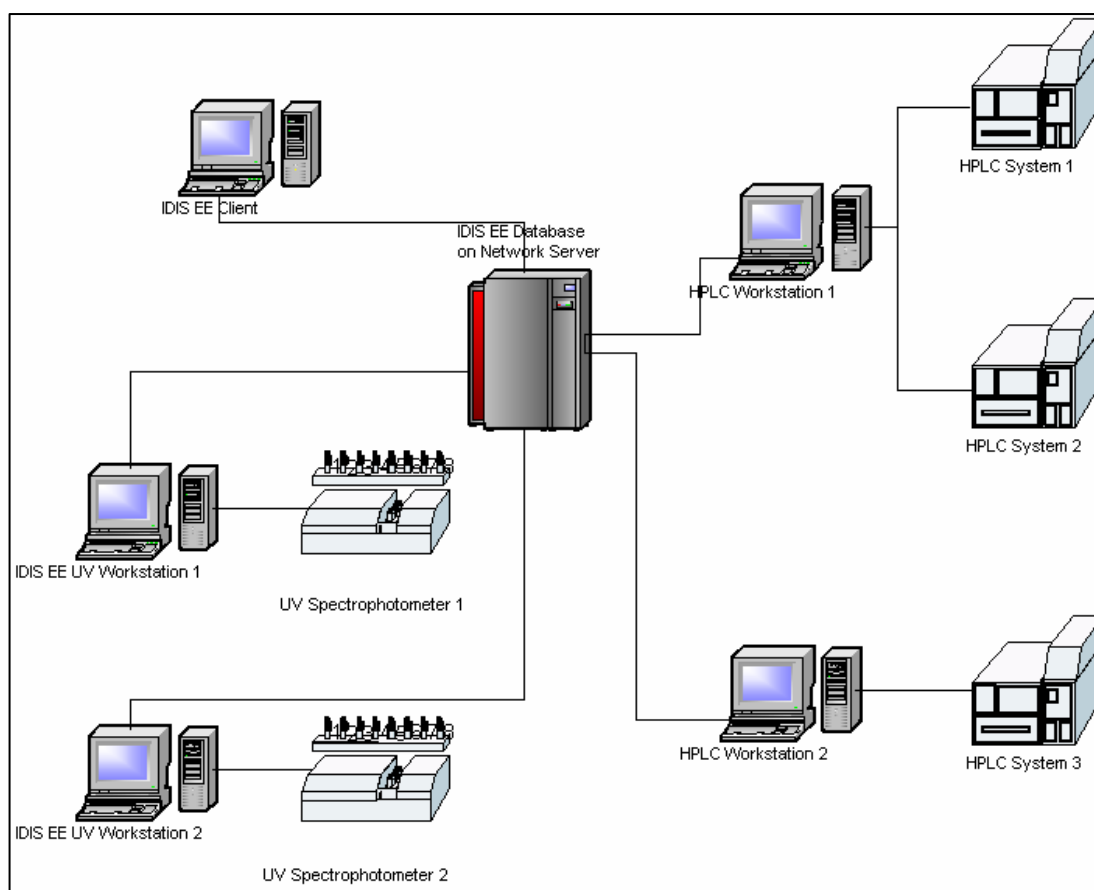 HPLC System 1
IDIS EE Client
IDIS EE Database
on Network Server
HPLC Workstation 1
HPLC System 2
IDIS EE UV Workstation 1
UV Spectrophotometer 1
HPLC Workstation 2
HPLC System 3
IDIS EE UV Workstation 2
UV Spectrophotometer 2